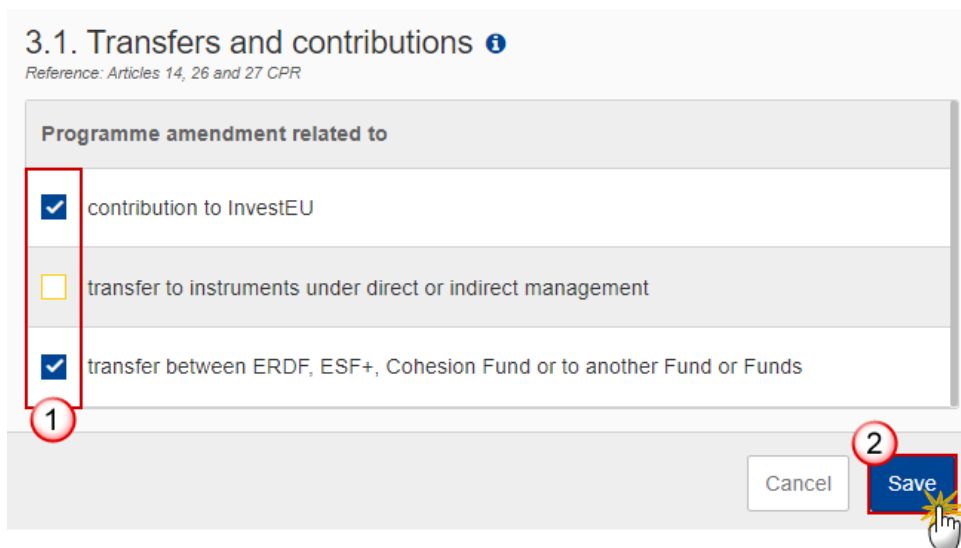 3.1. Transfers and contributions i
Reference: Articles 14, 26 and 27 CPR
Programme amendment related to
contribution to InvestEU
transfer to instruments under direct or indirect management
transfer between ERDF, ESF+, Cohesion Fund or to another Fund or Funds
1
2
Cancel
Save